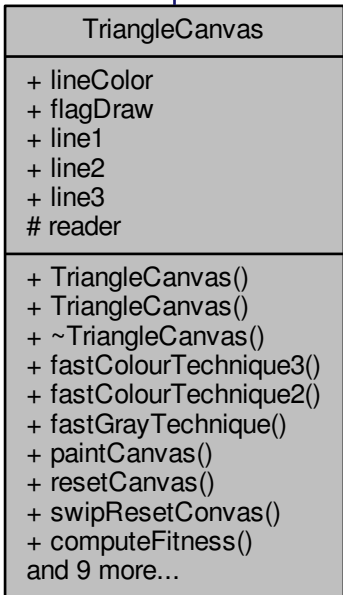 TriangleCanvas
+ lineColor
+ flagDraw
+ line1
+ line2
+ line3
# reader
+ TriangleCanvas()
+ TriangleCanvas()
+ ~TriangleCanvas()
+ fastColourTechnique3()
+ fastColourTechnique2()
+ fastGrayTechnique()
+ paintCanvas()
+ resetCanvas()
+ swipResetConvas()
+ computeFitness()
and 9 more...